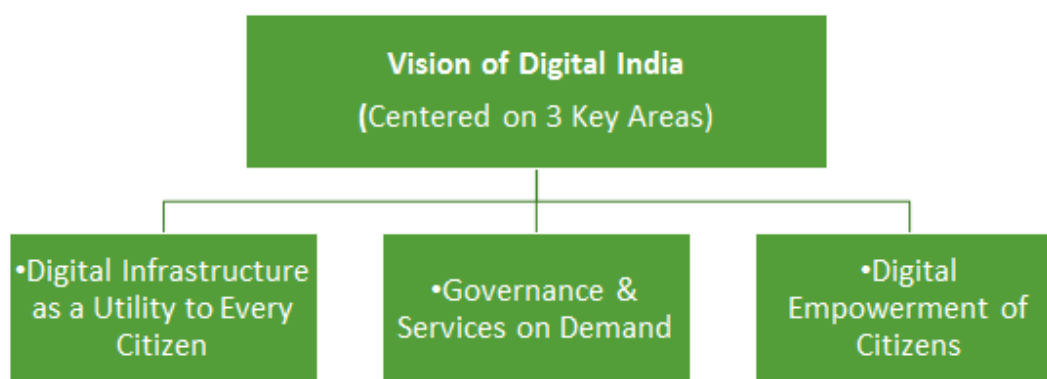 Vision of Digital India
(Centered on 3 Key Areas)
•Digital Infrastructure
as a Utility to Every
Citizen
•Governance &
Services on Demand
•Digital
Empowerment of
Citizens